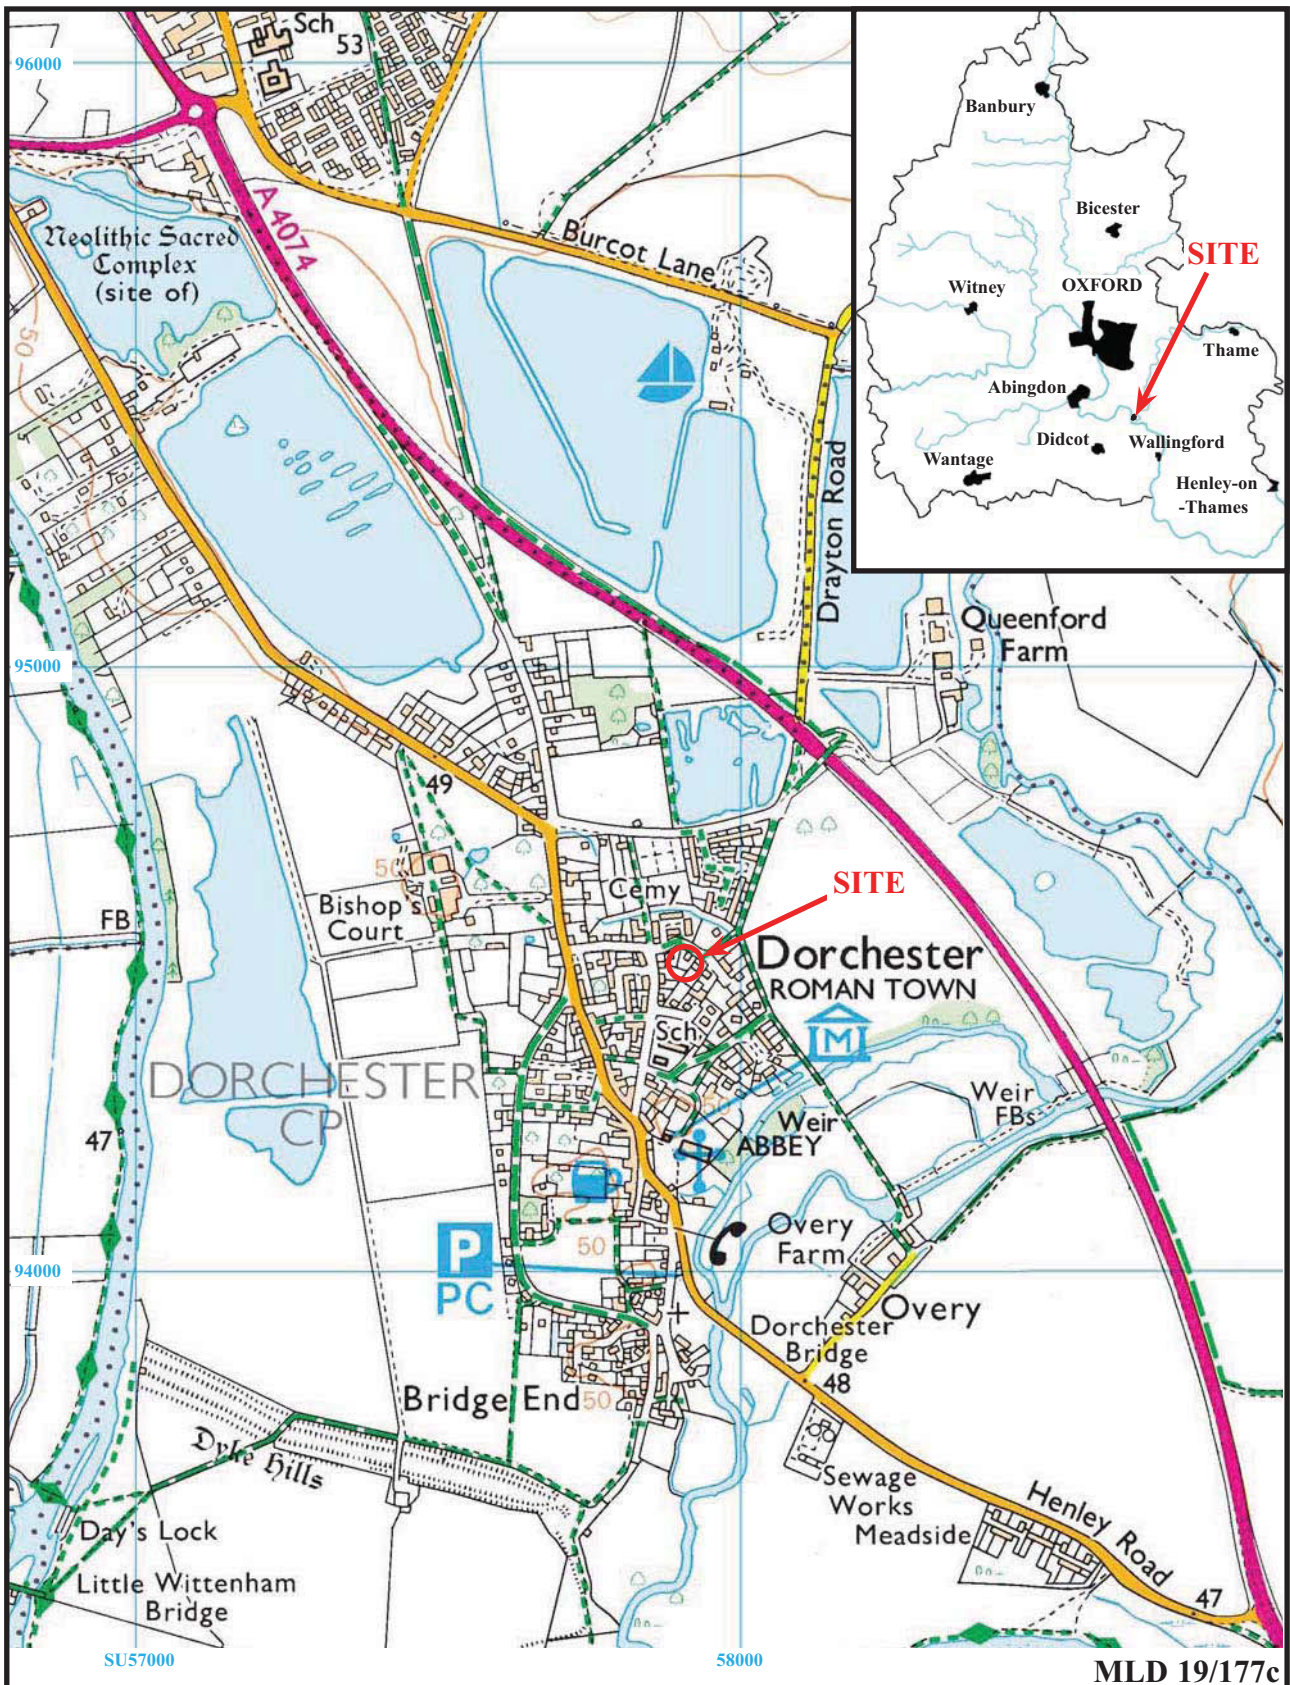 Sch
53
96000
Banbury
Bicester
SITE
Witney
OXFORD
Thame
Abingdon
Didcot
Wallingford
Wantage
Henley-on
-Thames
A 4074
Burcot Lane
Neolithic Sacred
Complex
(site of)
50
Drayton Road
Queenford
Farm
95000
49
50
Bishop's
Court
Cemy
SITE
FB
Dorchester
ROMAN TOWN
M
Sch
DORCHESTER
CP
50
Weir
FBs
47
Weir
ABBEY
Overy
Farm
P
PC
50
94000
Overy
Dorchester
Bridge
48
Bridge End
50
Dyke Hills
Sewage
Works
Meadside
Henley Road
Day's Lock
Little Wittenham
Bridge
47
SU57000
58000
MLD 19/177c